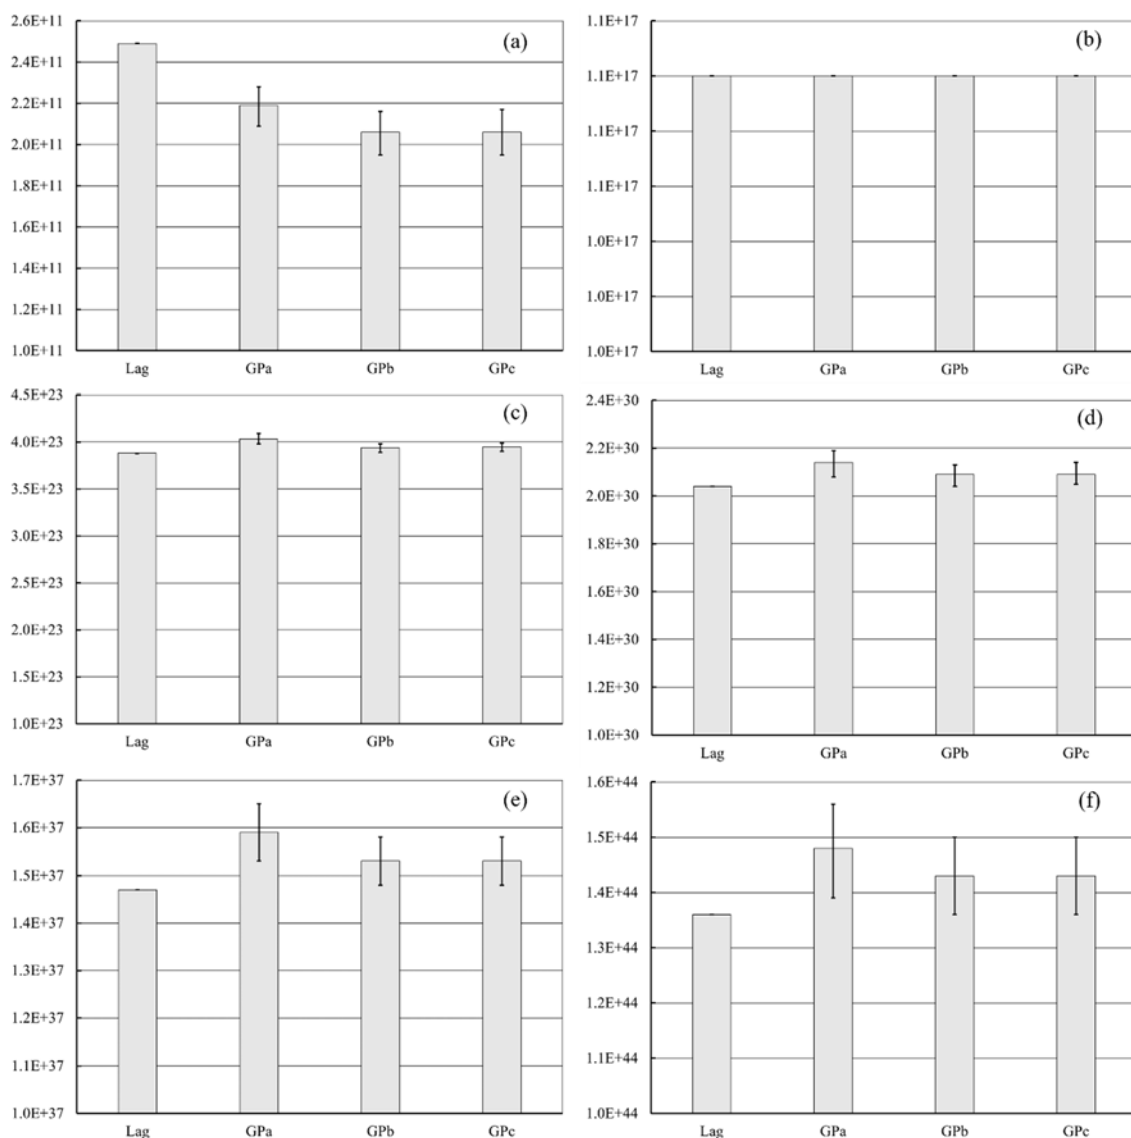 2.6E+11
2.4E+11
2.2E+11
2.0E+11
1.8E+11
1.6E+11
1.4E+11
1.2E+11
1.0E+11
(a)
Lag GPa GPb GPc
1.1E+17
1.1E+17
1.1E+17
1.1E+17
1.0E+17
1.0E+17
1.0E+17
(b)
Lag GPa GPb GPc
4.5E+23
4.0E+23
3.5E+23
3.0E+23
2.5E+23
2.0E+23
1.5E+23
1.0E+23
(c)
Lag GPa GPb GPc
2.4E+30
2.2E+30
2.0E+30
1.8E+30
1.6E+30
1.4E+30
1.2E+30
1.0E+30
(d)
Lag GPa GPb GPc
1.7E+37
1.6E+37
1.5E+37
1.4E+37
1.3E+37
1.2E+37
1.1E+37
1.0E+37
(e)
Lag GPa GPb GPc
1.6E+44
1.5E+44
1.4E+44
1.3E+44
1.2E+44
1.1E+44
1.0E+44
(f)
Lag GPa GPb GPc